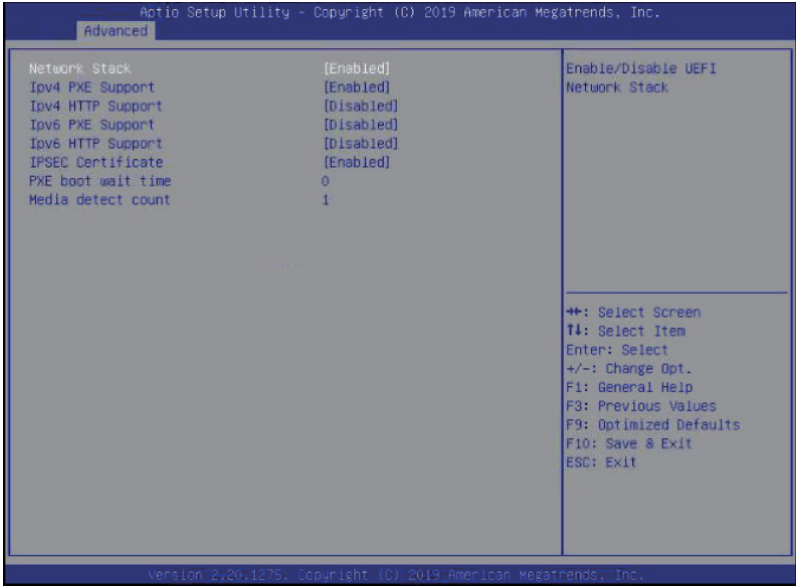 Aptio Setup Utility - Copyright (C) 2019 American Megatrends, Inc.
Advanced
Network Stack [Enabled]
Ipv4 PXE Support [Enabled]
Ipv4 HTTP Support [Disabled]
Ipv6 PXE Support [Disabled]
Ipv6 HTTP Support [Disabled]
IPSEC Certificate [Enabled]
PXE boot wait time 0
Media detect count 1
Enable/Disable UEFI
Network Stack
→←: Select Screen
↑↓: Select Item
Enter: Select
+/-: Change Opt.
F1: General Help
F3: Previous Values
F9: Optimized Defaults
F10: Save & Exit
ESC: Exit
Version 2.20.1275. Copyright (C) 2019 American Megatrends, Inc.